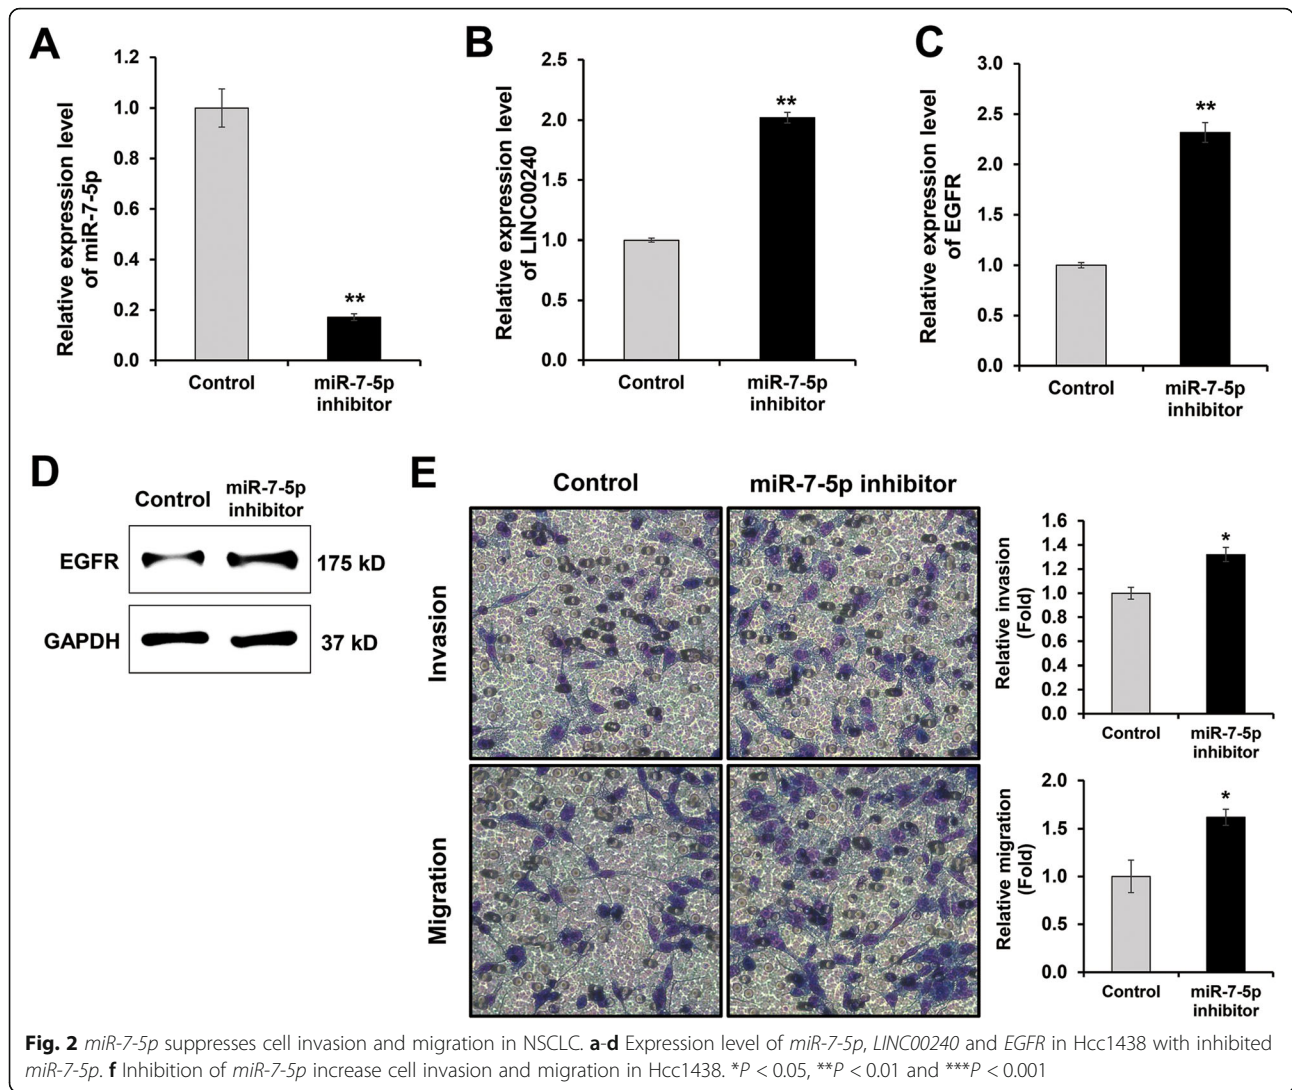 A
Relative expression level
of miR-7-5p
1.2
1.0
0.8
0.6
0.4
0.2
0.0
**
Control
miR-7-5p
inhibitor
B
Relative expression level
of LINC00240
2.5
2.0
1.5
1.0
0.5
0.0
**
Control
miR-7-5p
inhibitor
C
Relative expression level
of EGFR
3.0
2.5
2.0
1.5
1.0
0.5
0.0
**
Control
miR-7-5p
inhibitor
D
Control
miR-7-5p
inhibitor
EGFR
175 kD
GAPDH
37 kD
E
Control
miR-7-5p inhibitor
Invasion
Migration
Relative invasion
(Fold)
1.6
1.4
1.2
1.0
0.8
0.6
0.4
0.2
0.0
*
Control
miR-7-5p
inhibitor
Relative migration
(Fold)
2.0
1.5
1.0
0.5
0.0
*
Control
miR-7-5p
inhibitor
Fig. 2 miR-7-5p suppresses cell invasion and migration in NSCLC. a-d Expression level of miR-7-5p, LINC00240 and EGFR in Hcc1438 with inhibited
miR-7-5p. f Inhibition of miR-7-5p increase cell invasion and migration in Hcc1438. *P < 0.05, **P < 0.01 and ***P < 0.001